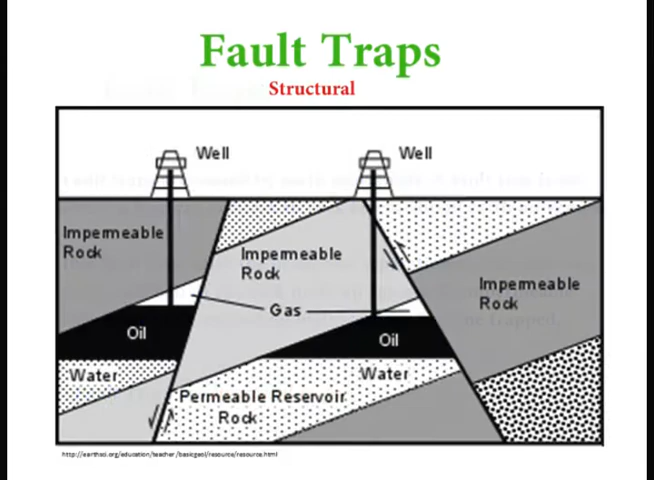 Fault Traps
Structural
Well
Well
Impermeable
Rock
Impermeable
Rock
Impermeable
Rock
Gas
Oil
Oil
Water
Water
Permeable Reservoir
Rock
http://earthsci.org/education/teacher/basicgeol/resource/resource.html